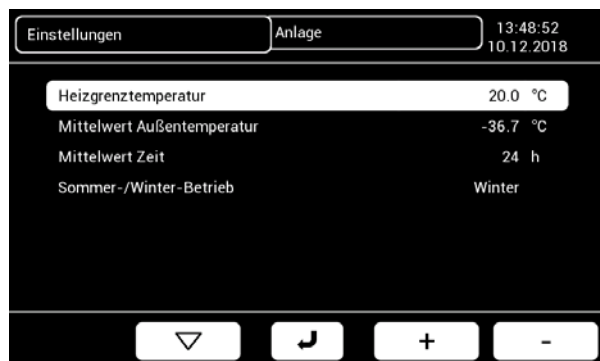 Einstellungen Anlage 13:48:52
10.12.2018
Heizgrenztemperatur 20.0 °C
Mittelwert Außentemperatur -36.7 °C
Mittelwert Zeit 24 h
Sommer-/Winter-Betrieb Winter
+ -